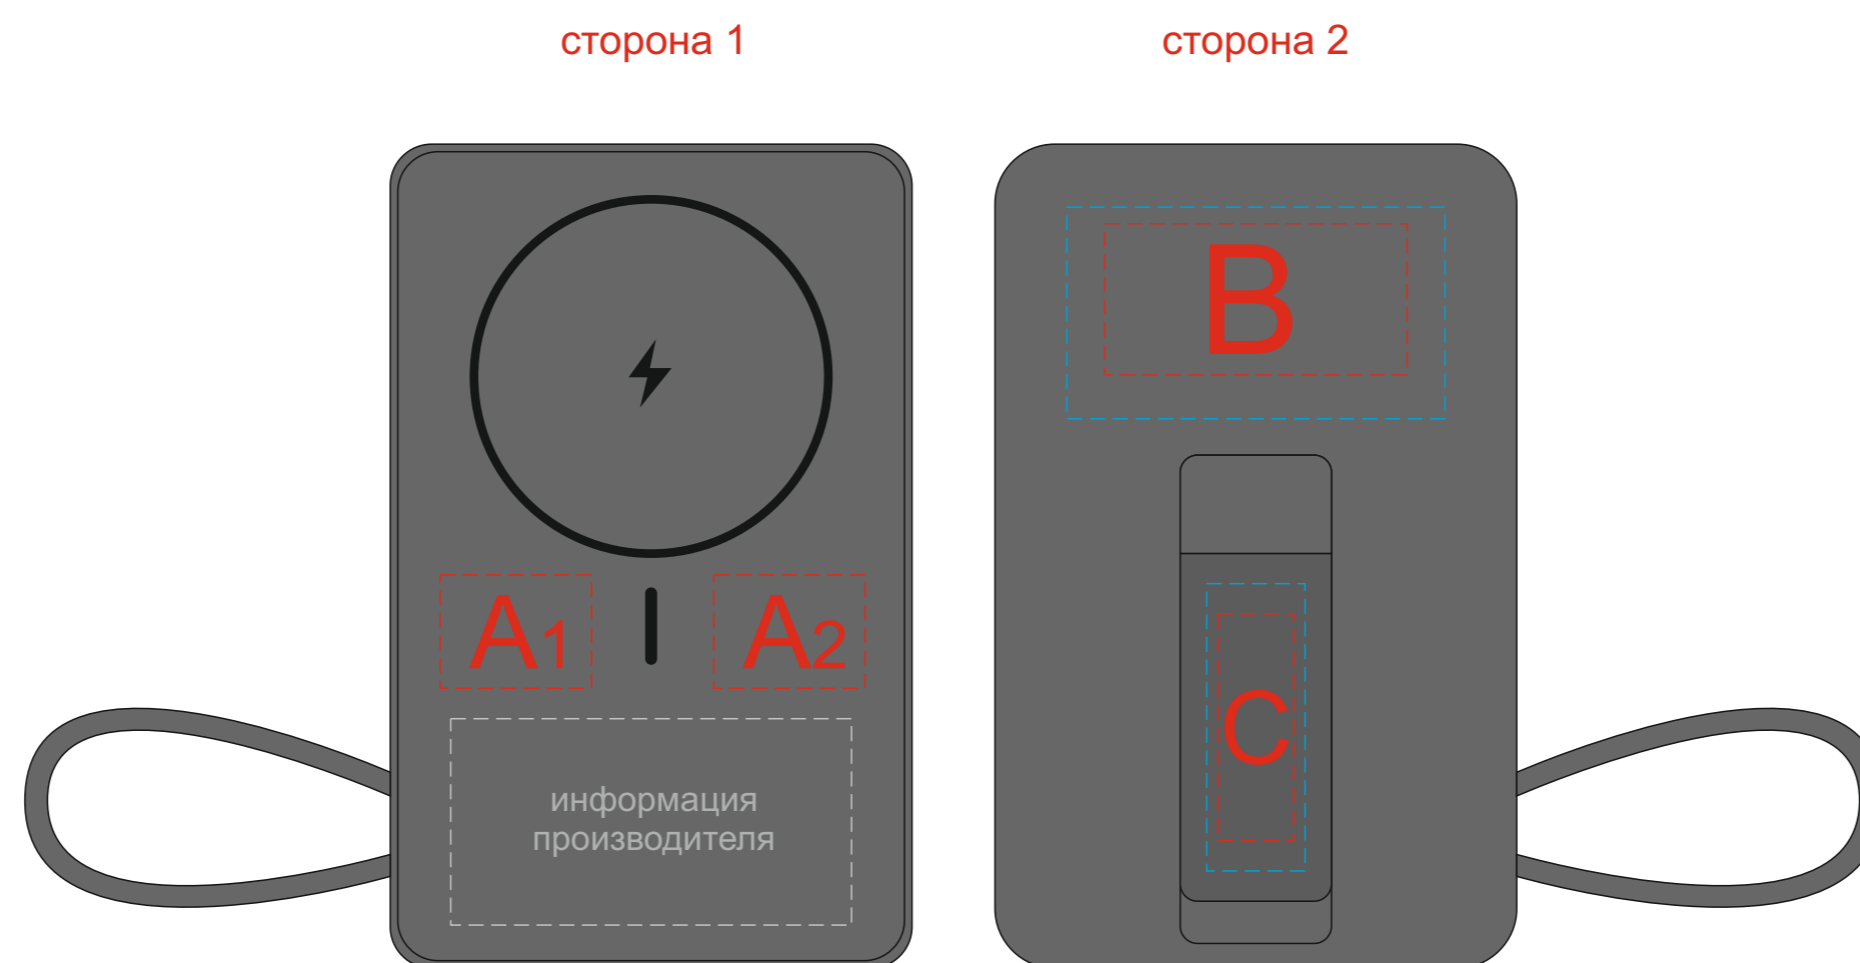 сторона 1
сторона 2
A1
A2
информация
производителя
B
C